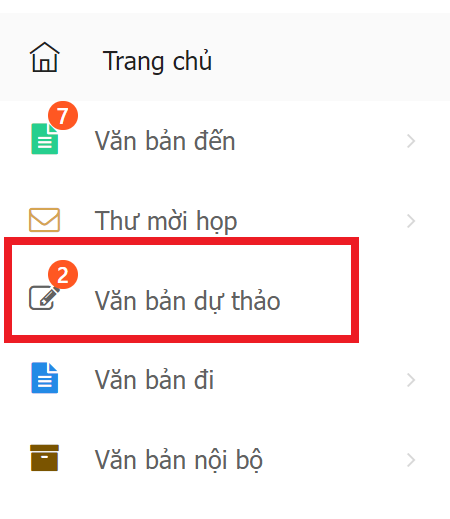 Trang chủ
7
Văn bản đến
Thư mời họp
2
Văn bản dự thảo
Văn bản đi
Văn bản nội bộ